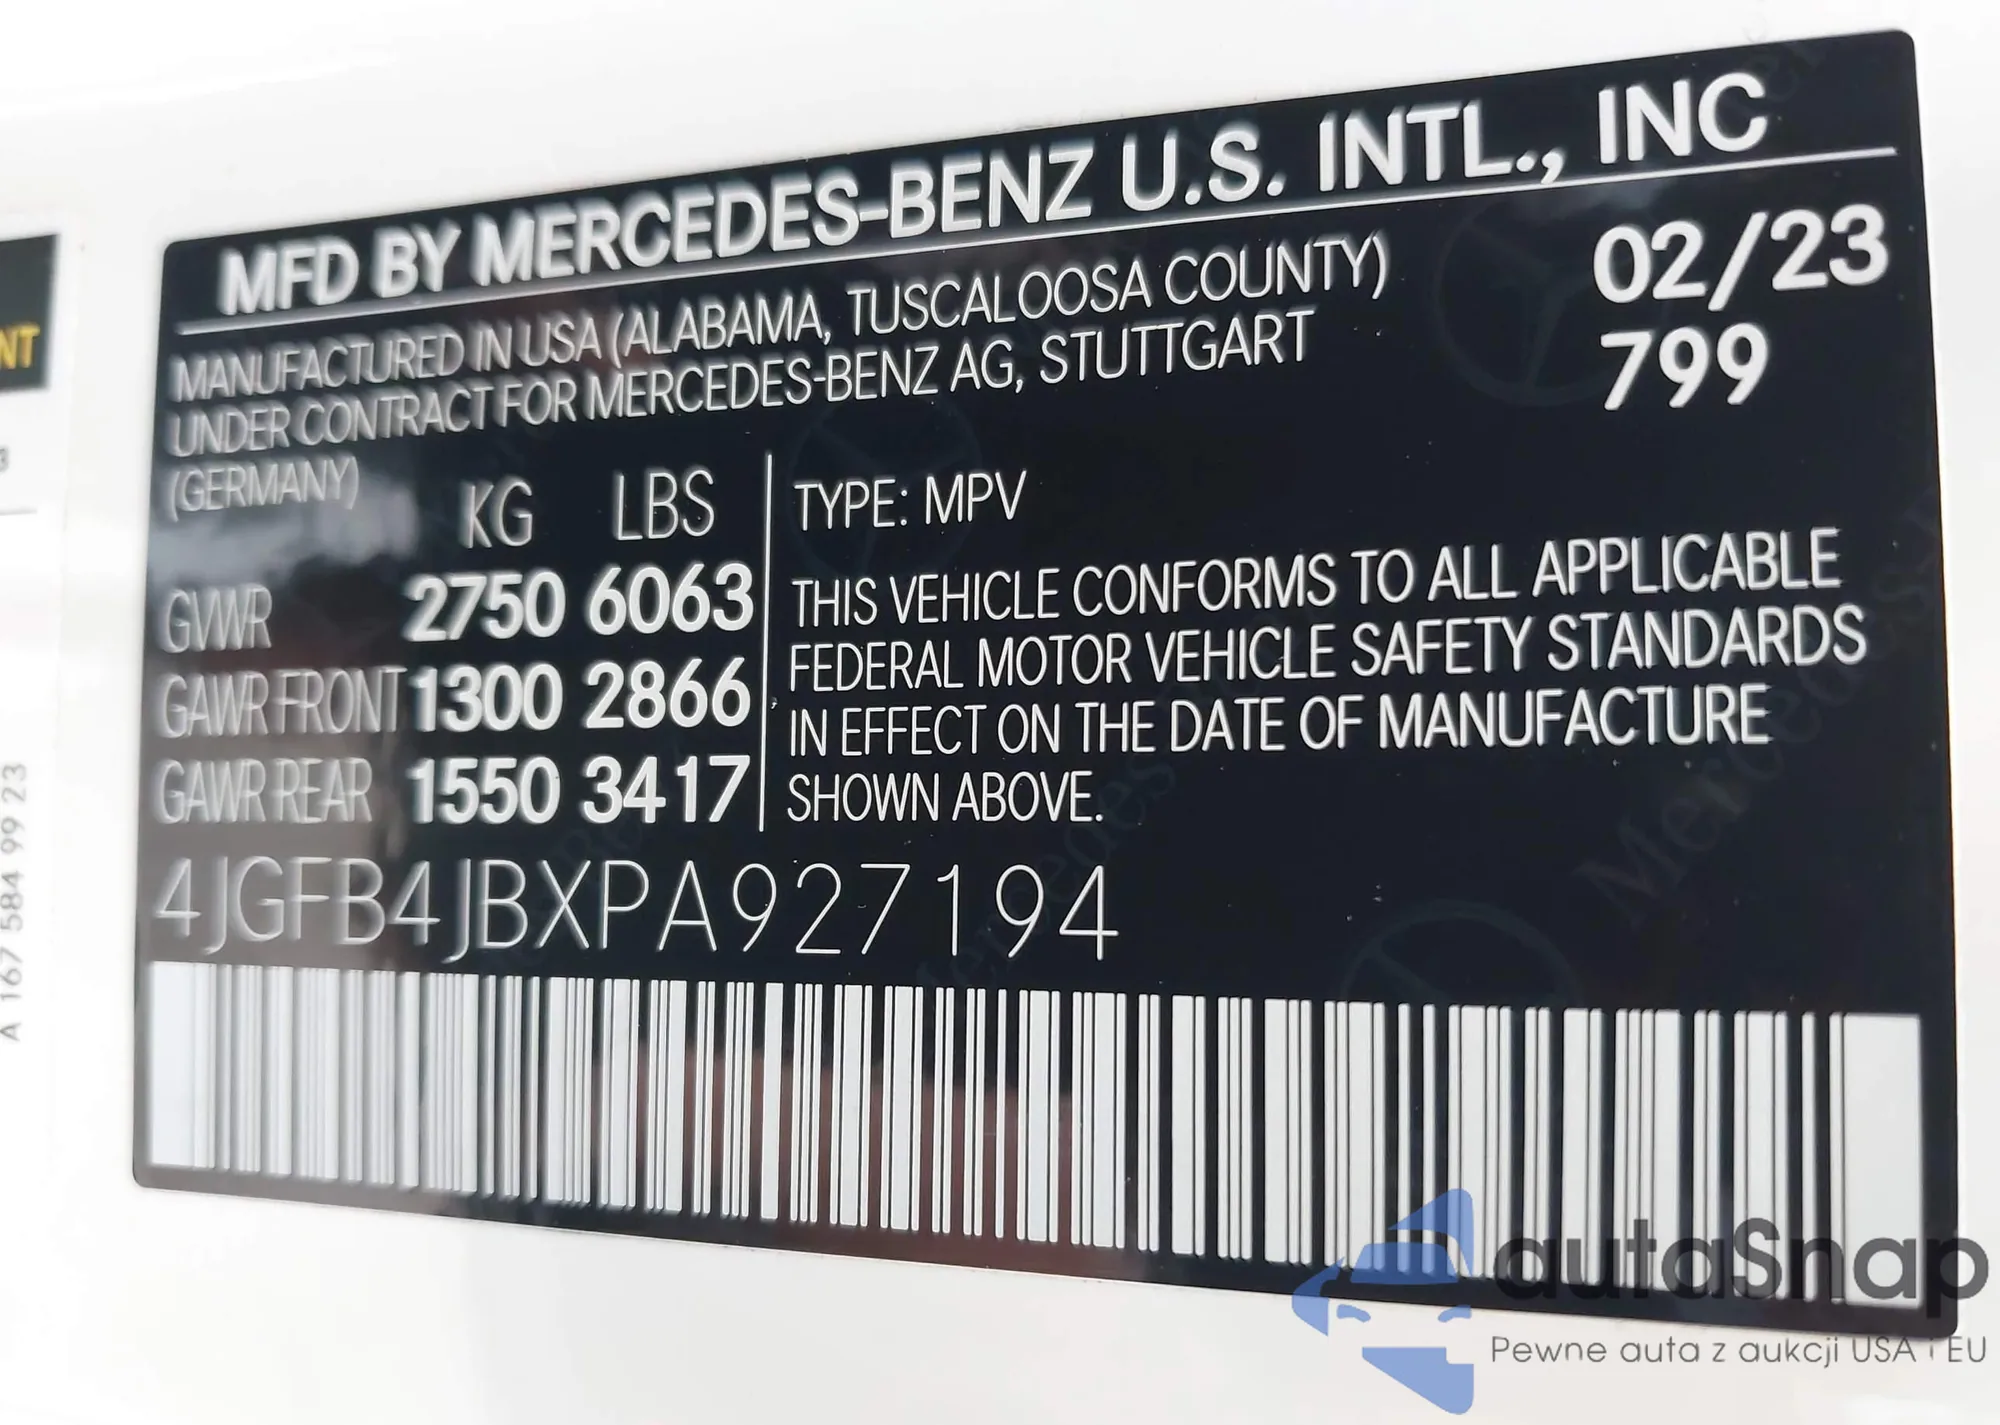 MFD BY MERCEDES-BENZ U.S. INTL., INC
MANUFACTURED IN USA (ALABAMA, TUSCALOOSA COUNTY)
UNDER CONTRACT FOR MERCEDES-BENZ AG, STUTTGART
(GERMANY)
02/23
799
KG LBS
GVWR 2750 6063
GAWR FRONT 1300 2866
GAWR REAR 1550 3417
TYPE: MPV
THIS VEHICLE CONFORMS TO ALL APPLICABLE
FEDERAL MOTOR VEHICLE SAFETY STANDARDS
IN EFFECT ON THE DATE OF MANUFACTURE
SHOWN ABOVE.
4JGFB4JBXPA927194
NT
3
A 167 584 99 23
autaSnap
Pewne auta z aukcji USA i EU